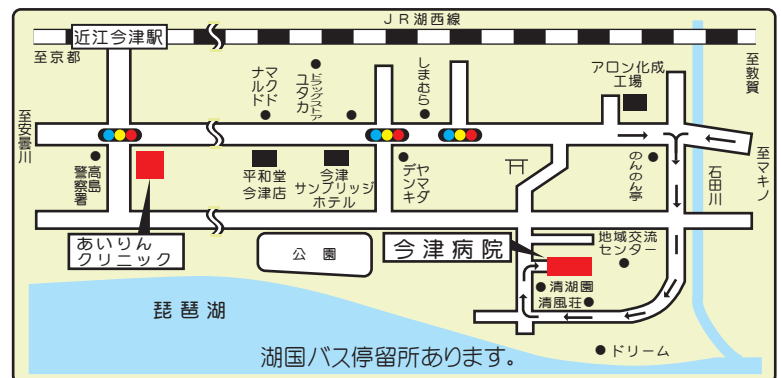 JR湖西線
近江今津駅
至京都
至敦賀
アロン化成
工場
マクド
ナルド
ドラッグストア
ユタカ
しまむら
至安曇川
至マキノ
高島
警察署
平和堂
今津店
今津
サンブリッジ
ホテル
ヤマダ
デンキ
のんのん亭
石田川
あいりん
クリニック
公園
今津病院
地域交流
センター
清湖園
清風荘
琵琶湖
湖国バス停留所あります。
ドリーム